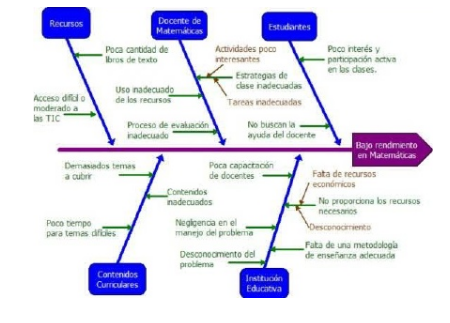 Recursos
Docente de
Matemáticas
Estudiantes
Poca cantidad de
libros de texto
Actividades poco
interesantes
Poco interés y
participación activa
en las clases.
Estrategias de
clase inadecuadas
Uso inadecuado
de los recursos
Tareas inadecuadas
Acceso difícil o
moderado a
las TIC
Proceso de evaluación
inadecuado
No buscan la
ayuda del docente
Bajo rendimiento
en Matemáticas
Demasiados temas
a cubrir
Poca capacitación
de docentes
Falta de recursos
económicos
Contenidos
inadecuados
No proporciona los recursos
necesarios
Poco tiempo
para temas difíciles
Negligencia en el
manejo del problema
Desconocimiento
Desconocimiento del
problema
Falta de una metodología
de enseñanza adecuada
Contenidos
Curriculares
Institución
Educativa